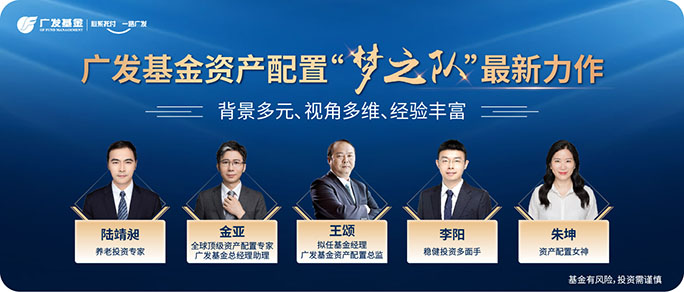 广发基金
GF FUND MANAGEMENT
心系托付 一路广发
广发基金资产配置“梦之队”最新力作
背景多元、视角多维、经验丰富
陆靖昶
养老投资专家
金亚
全球顶级资产配置专家
广发基金总经理助理
王颂
拟任基金经理
广发基金资产配置总监
李阳
稳健投资多面手
朱坤
资产配置女神
基金有风险，投资需谨慎